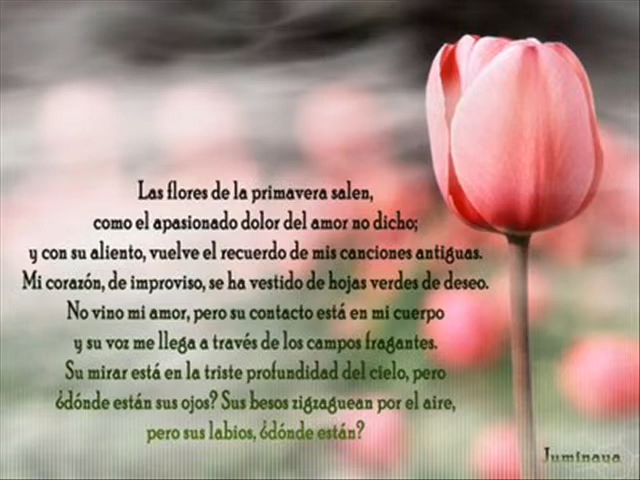 Las flores de la primavera salen,
como el apasionado dolor del amor no dicho;
y con su aliento, vuelve el recuerdo de mis canciones antiguas.
Mi corazón, de improviso, se ha vestido de hojas verdes de deseo.
No vino mi amor, pero su contacto está en mi cuerpo
y su voz me llega a través de los campos fragantes.
Su mirar está en la triste profundidad del cielo, pero
¿dónde están sus ojos? Sus besos zigzaguean por el aire,
pero sus labios, ¿dónde están?
Juminaya